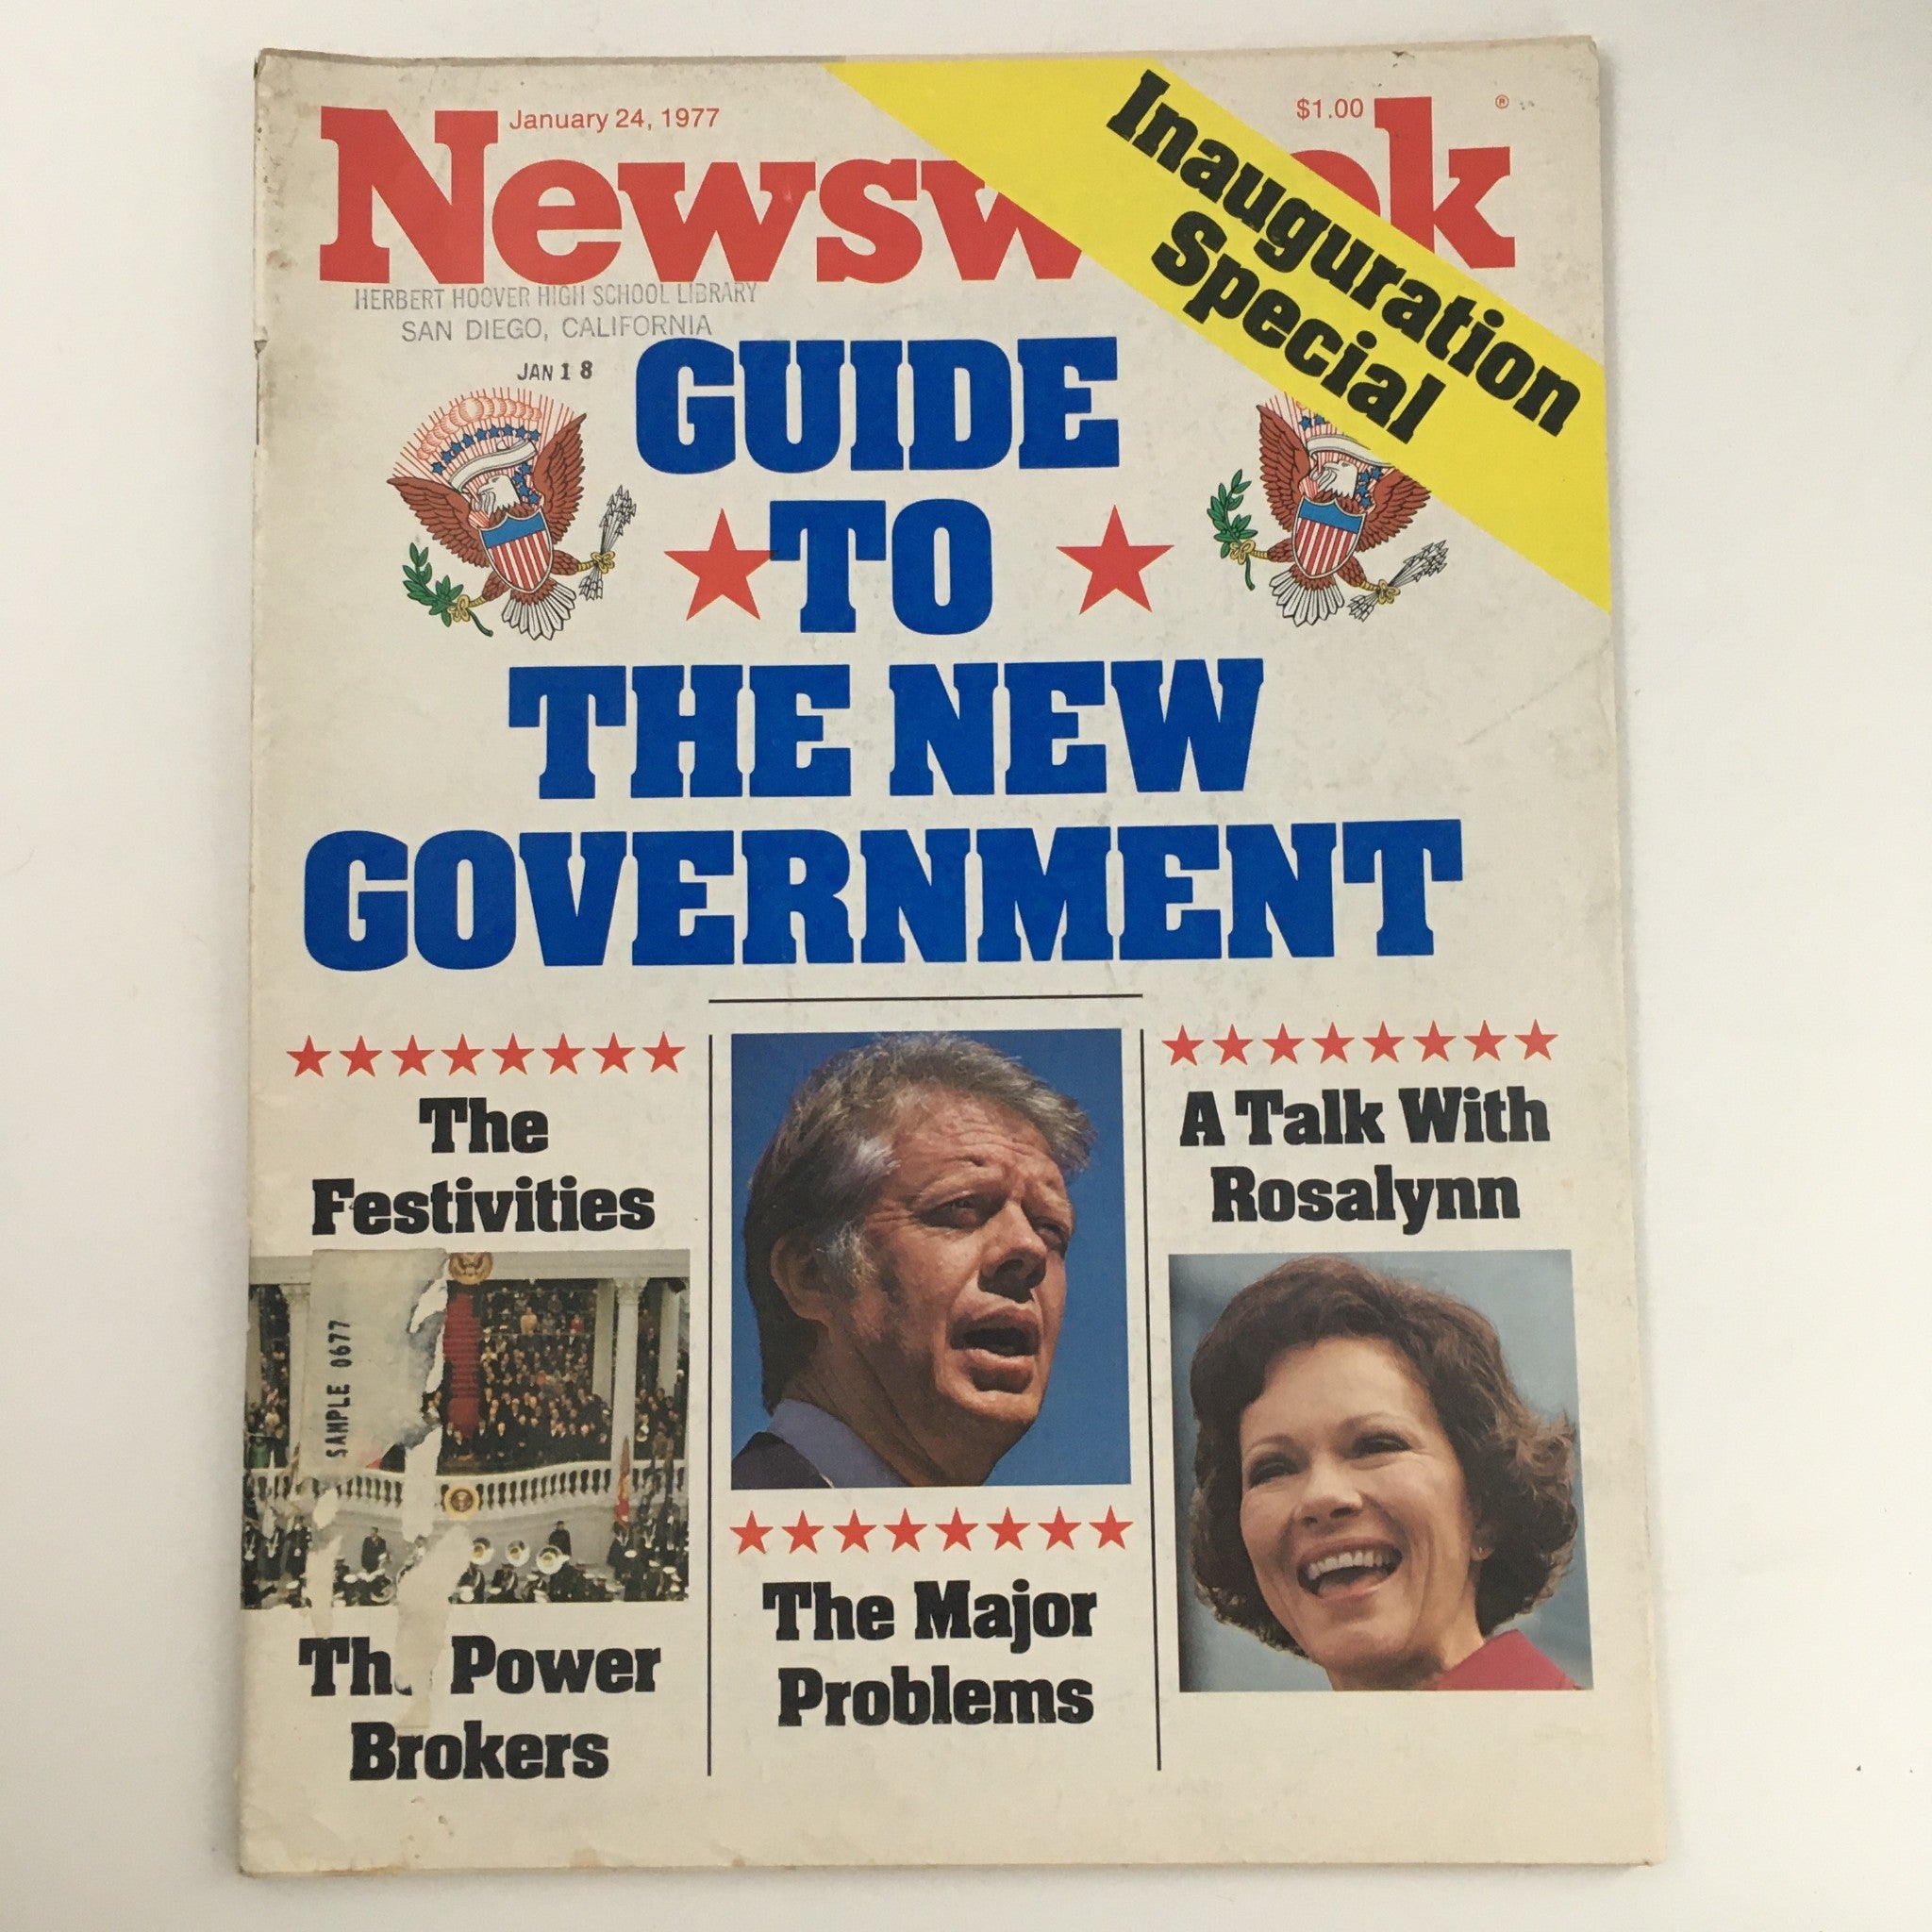 January 24, 1977
$1.00
®
Inauguration
Special
HERBERT HOOVER HIGH SCHOOL LIBRARY
SAN DIEGO, CALIFORNIA
JAN 18
GUIDE
TO
THE NEW
GOVERNMENT
The
Festivities
SAMPLE 0677
Power
Brokers
The Major
Problems
A Talk With
Rosalynn